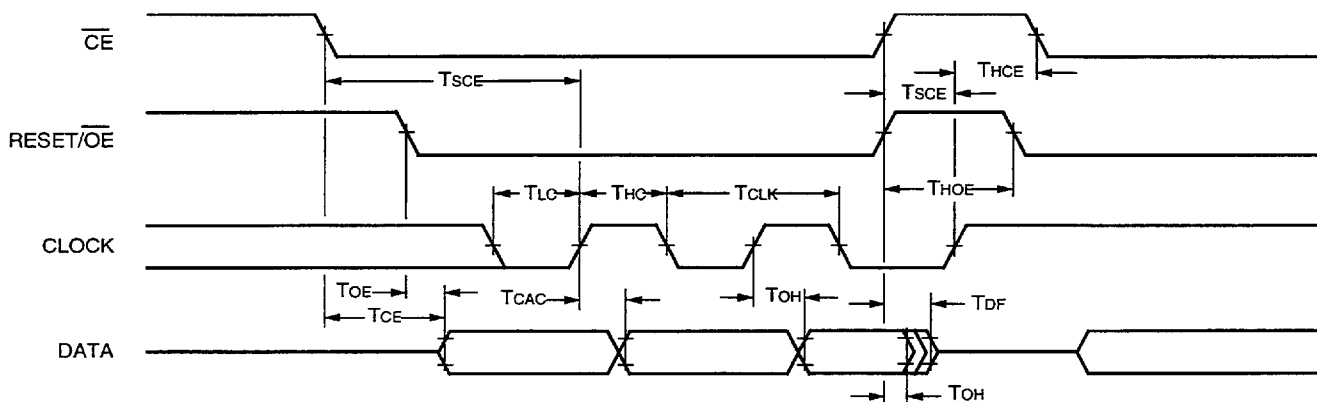 CE
THCE
TSCE
TSCE
RESET/OE
TLC
THC
TCLK
THOE
CLOCK
TOE
TCAC
TOH
TDF
TCE
DATA
TOH